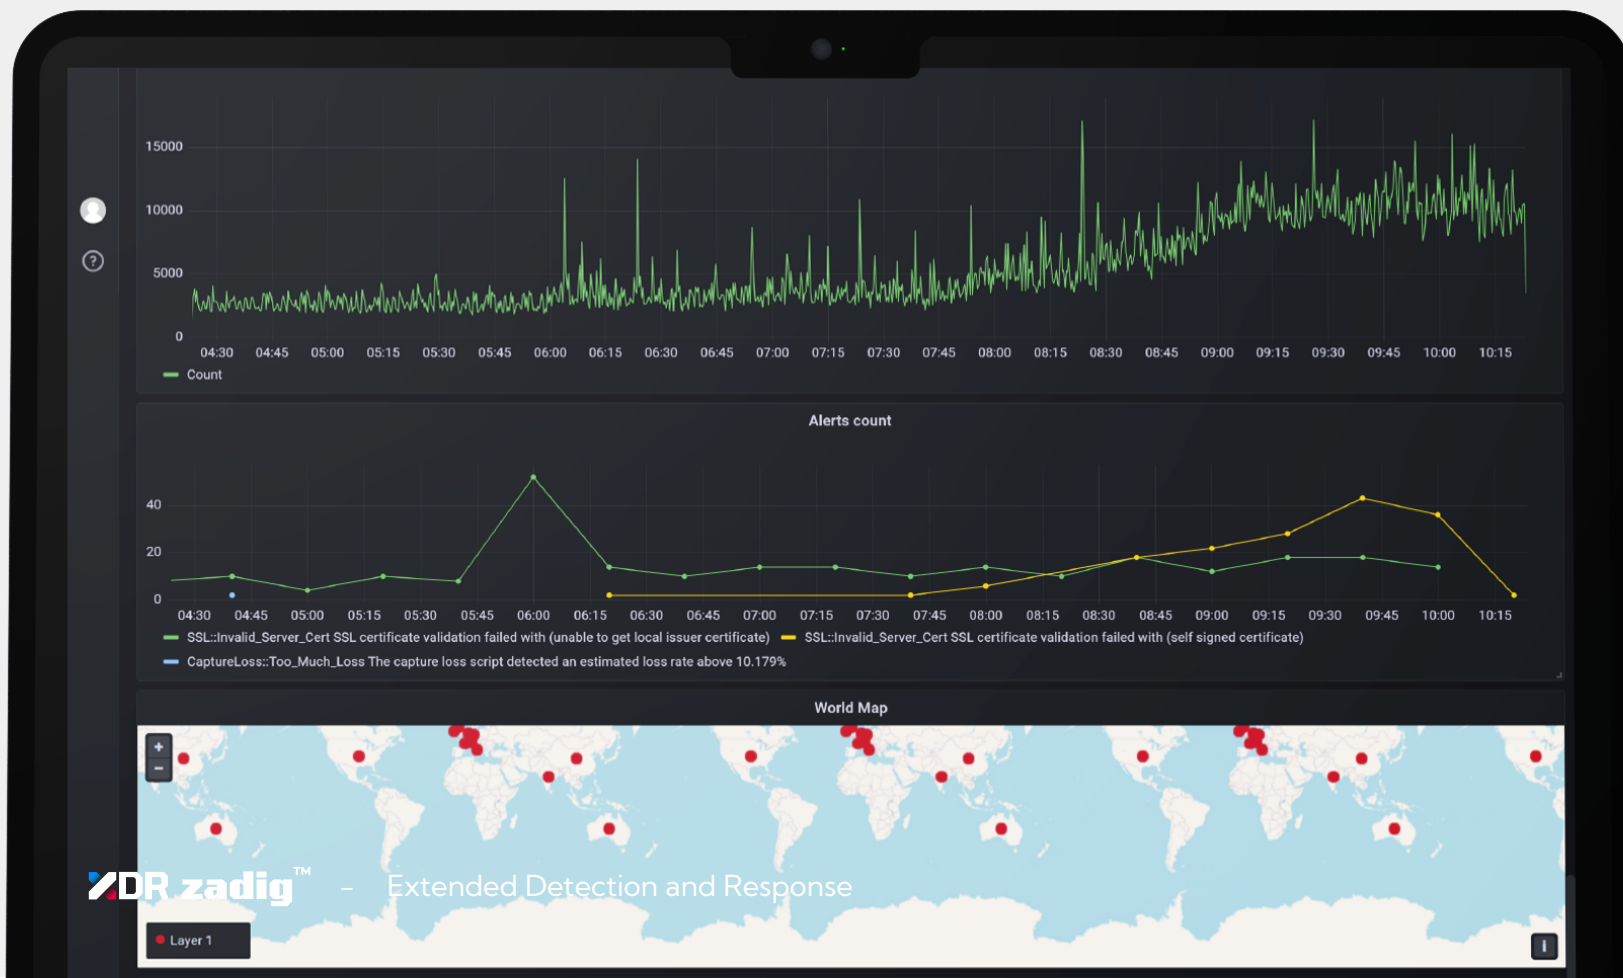 15000
10000
5000
0
04:30 04:45 05:00 05:15 05:30 05:45 06:00 06:15 06:30 06:45 07:00 07:15 07:30 07:45 08:00 08:15 08:30 08:45 09:00 09:15 09:30 09:45 10:00 10:15
Count
Alerts count
40
20
0
04:30 04:45 05:00 05:15 05:30 05:45 06:00 06:15 06:30 06:45 07:00 07:15 07:30 07:45 08:00 08:15 08:30 08:45 09:00 09:15 09:30 09:45 10:00 10:15
SSL::Invalid_Server_Cert SSL certificate validation failed with (unable to get local issuer certificate) SSL::Invalid_Server_Cert SSL certificate validation failed with (self signed certificate)
CaptureLoss::Too_Much_Loss The capture loss script detected an estimated loss rate above 10.179%
World Map
+
−
XDR zadig™ - Extended Detection and Response
Layer 1
i